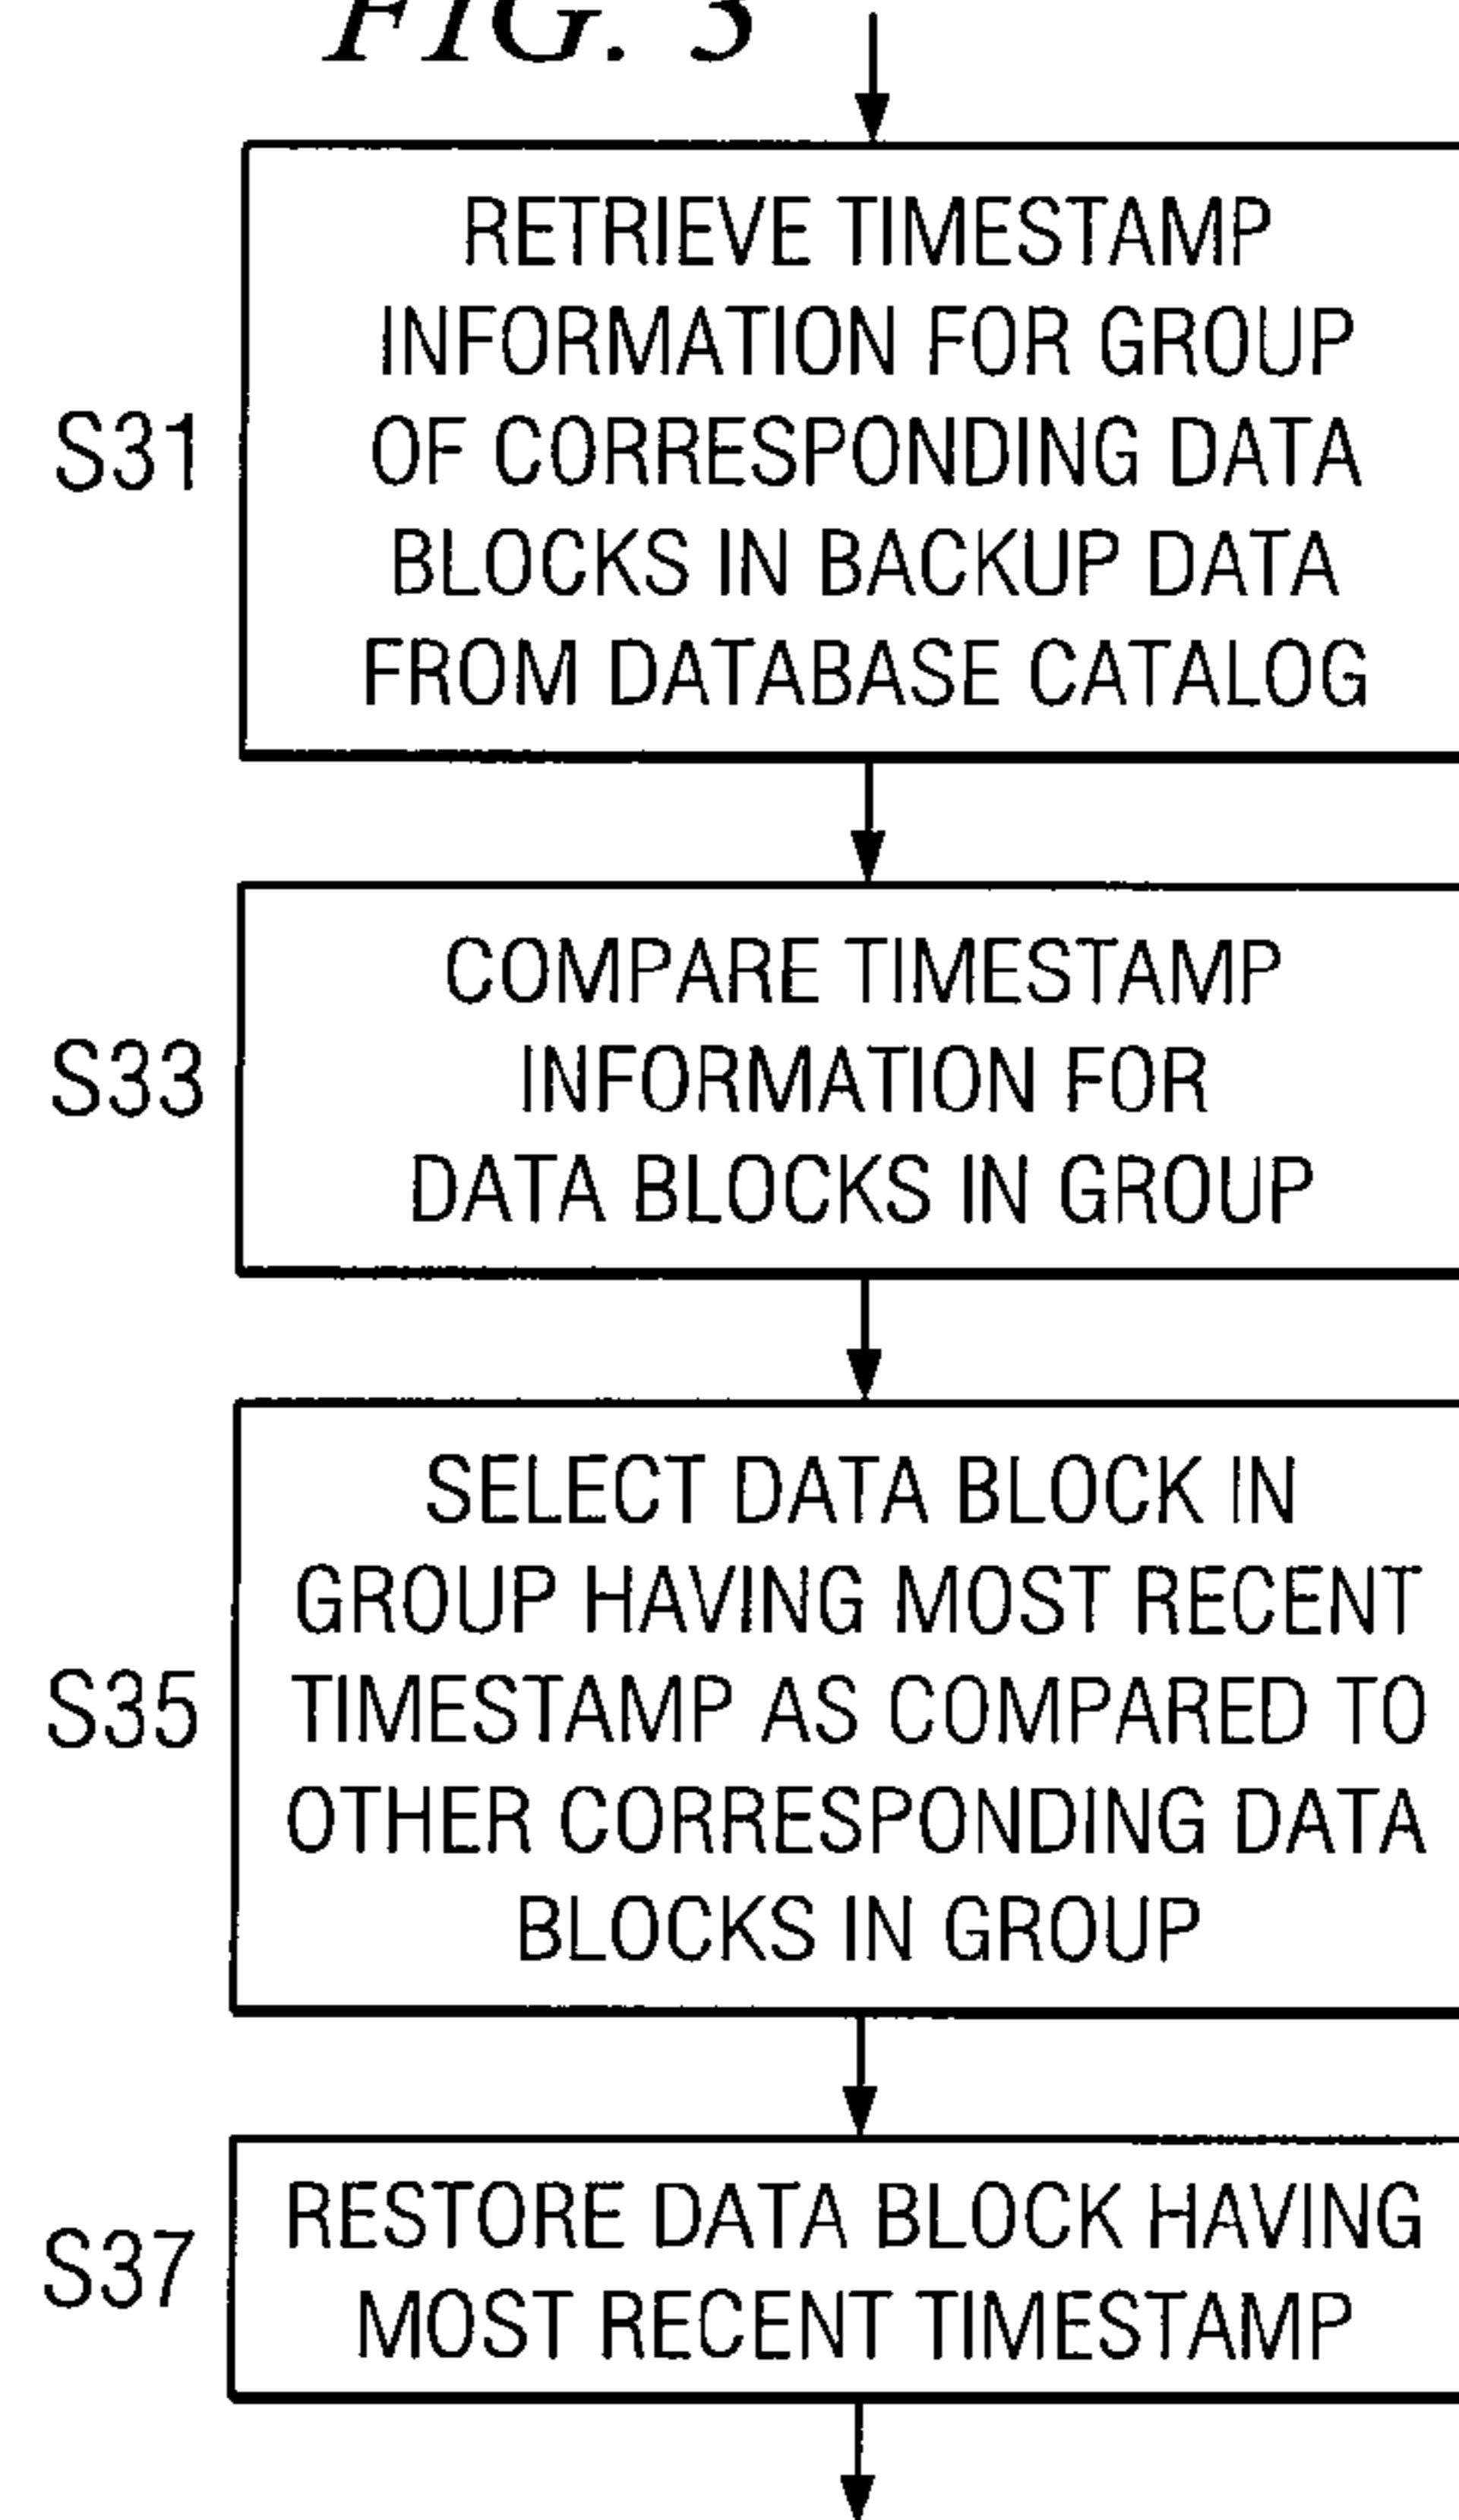 FIG. 3
RETRIEVE TIMESTAMP
INFORMATION FOR GROUP
S31 OF CORRESPONDING DATA
BLOCKS IN BACKUP DATA
FROM DATABASE CATALOG
COMPARE TIMESTAMP
S33 INFORMATION FOR
DATA BLOCKS IN GROUP
SELECT DATA BLOCK IN
GROUP HAVING MOST RECENT
S35 TIMESTAMP AS COMPARED TO
OTHER CORRESPONDING DATA
BLOCKS IN GROUP
RESTORE DATA BLOCK HAVING
S37
MOST RECENT TIMESTAMP